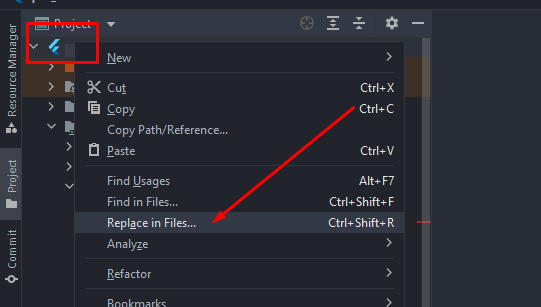 Project
Resource Manager
New
Cut Ctrl+X
Copy Ctrl+C
Copy Path/Reference...
Paste Ctrl+V
Project
Find Usages Alt+F7
Find in Files... Ctrl+Shift+F
Replace in Files... Ctrl+Shift+R
Analyze
Commit
Refactor
Bookmarks